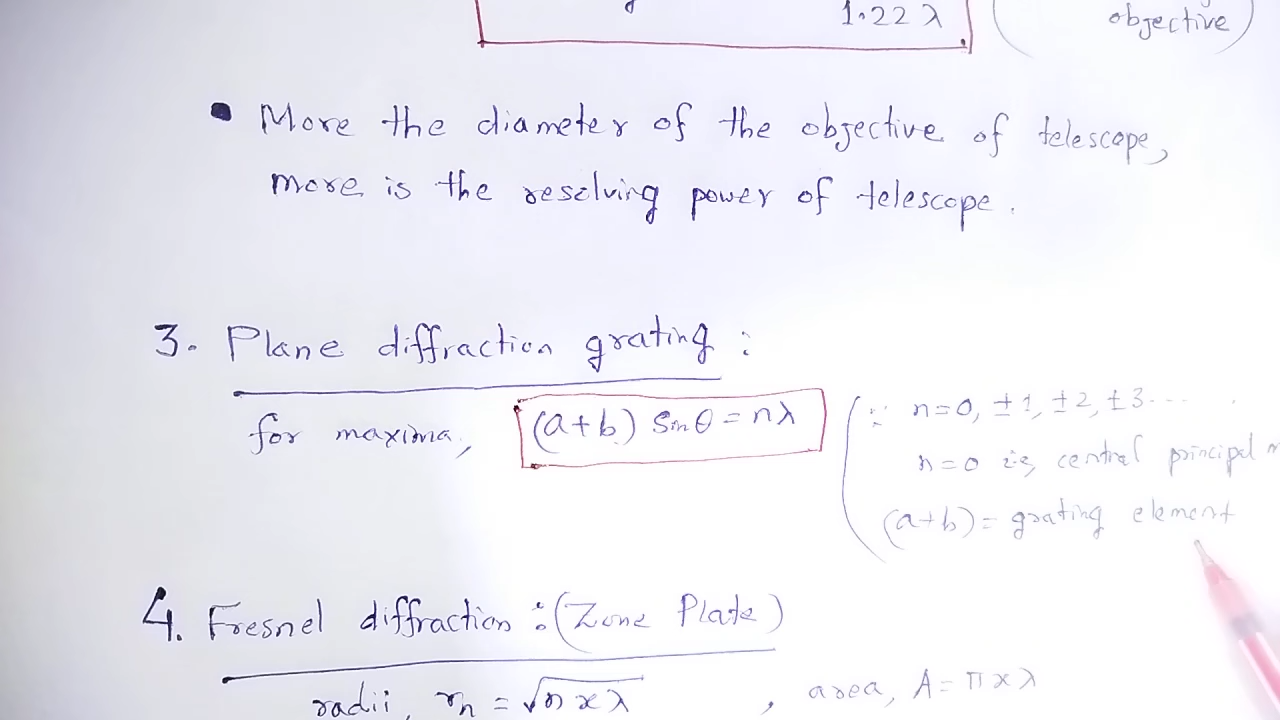 1.22 λ
objective
• More the diameter of the objective of telescope,
more is the resolving power of telescope.
3. Plane diffraction grating :
for maxima, (a+b) Sinθ = nλ
∵ n=0, ±1, ±2, ±3....
n=0 is central principal
(a+b) = grating element
4. Fresnel diffraction : (Zone Plate)
radii, rn = √n x λ , area, A = π x λ